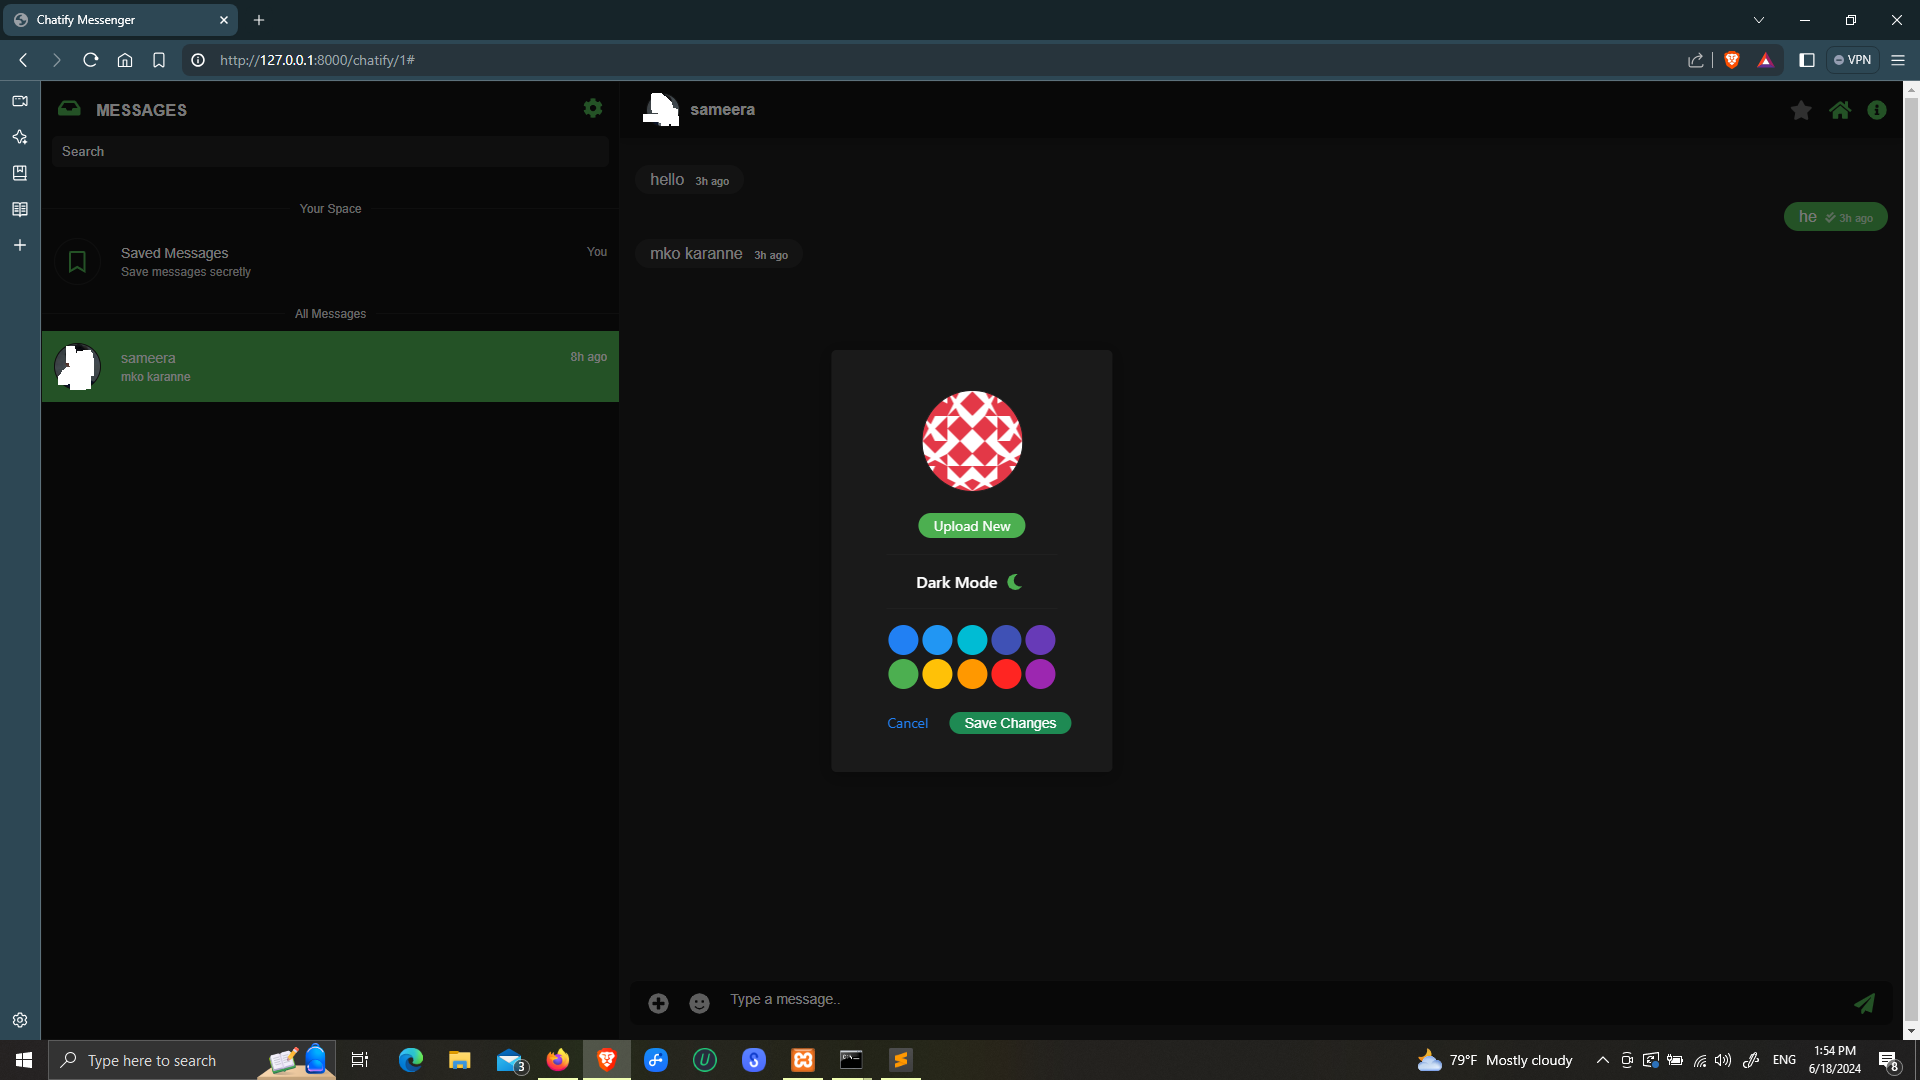 Chatify Messenger
http://127.0.0.1:8000/chatify/1#
VPN
MESSAGES
Search
Your Space
Saved Messages
You
Save messages secretly
All Messages
sameera
8h ago
mko karanne
sameera
hello 3h ago
he 3h ago
mko karanne 3h ago
Upload New
Dark Mode
Cancel
Save Changes
Type a message..
Type here to search
3
79°F Mostly cloudy
ENG
1:54 PM
6/18/2024
8